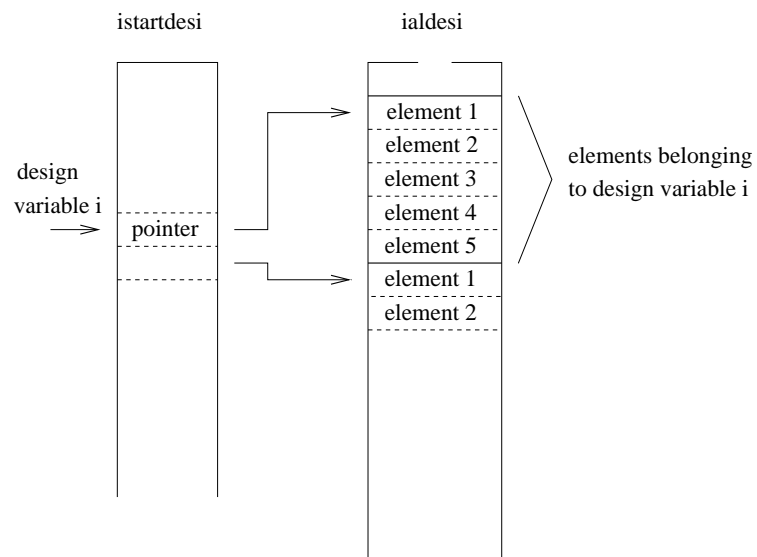 istartdesi
ialdesi
design
variable i
pointer
element 1
element 2
element 3
element 4
element 5
element 1
element 2
elements belonging
to design variable i